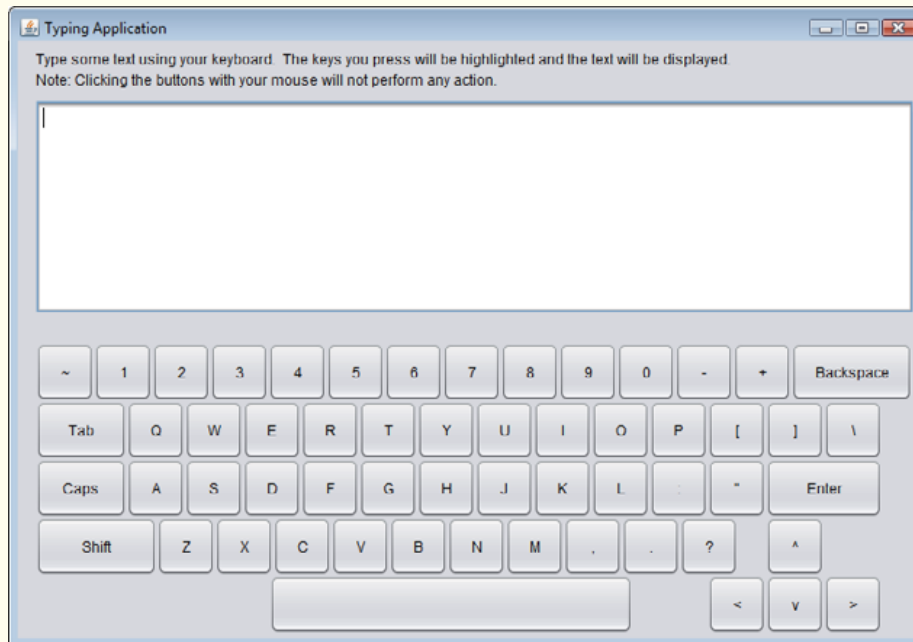 Typing Application
Type some text using your keyboard. The keys you press will be highlighted and the text will be displayed.
Note: Clicking the buttons with your mouse will not perform any action.
~ 1 2 3 4 5 6 7 8 9 0 - + Backspace
Tab Q W E R T Y U I O P [ ] \
Caps A S D F G H J K L : " Enter
Shift Z X C V B N M , . ? ^
< v >